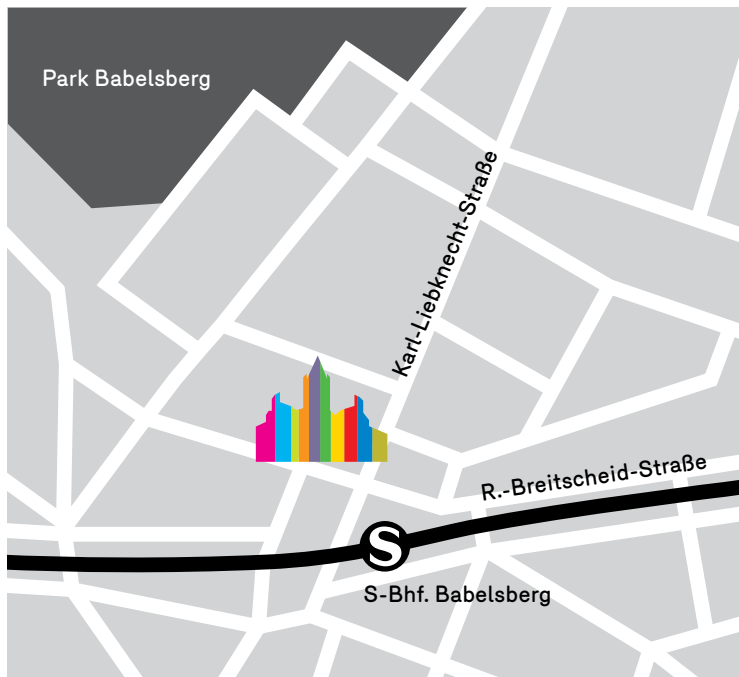 Park Babelsberg
Karl-Liebknecht-Straße
R.-Breitscheid-Straße
S
S-Bhf. Babelsberg